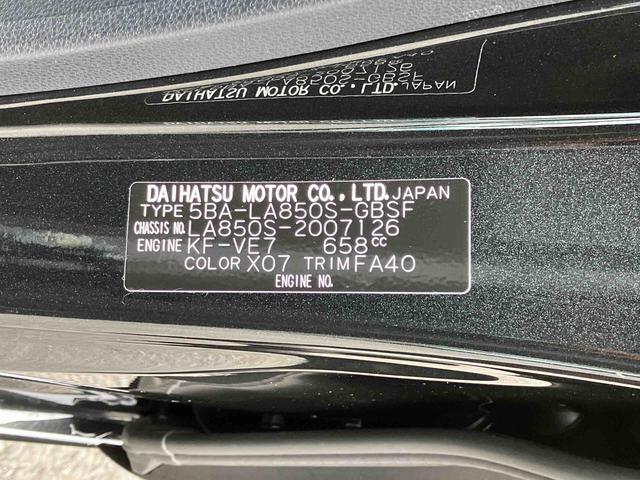 DAIHATSU MOTOR CO.,LTD. JAPAN
TYPE 5BA-LA850S-GBSF
CHASSIS NO. LA850S-2007126
ENGINE KF-VE7 658cc
COLOR X07 TRIM FA40
ENGINE NO.